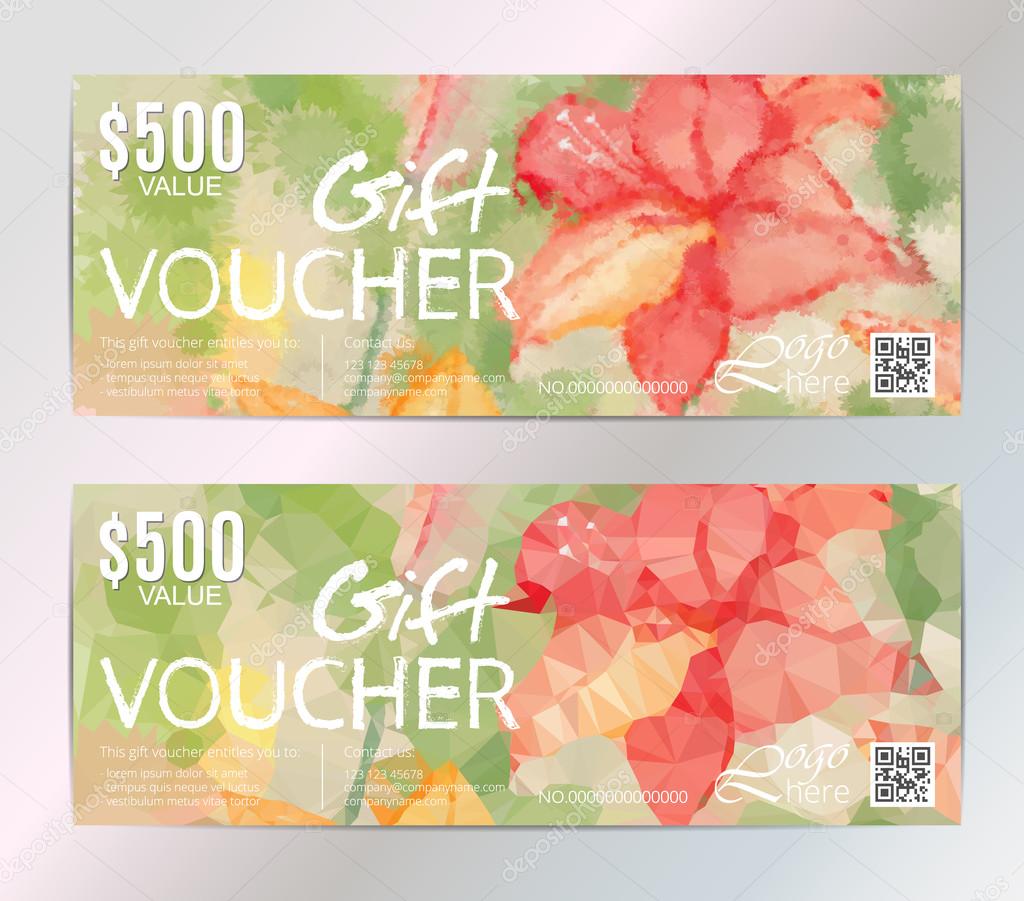 $500
VALUE
Gift
VOUCHER
This gift voucher entitles you to:
- lorem ipsum dolor sis amet
- tempus quis neque vel luctus
- vestibulum metus vitae tortor
Contact us:
123 123 45678
company@companyname.com
companyname.com
NO.0000000000000
Logo
here
$500
VALUE
Gift
VOUCHER
This gift voucher entitles you to:
- lorem ipsum dolor sis amet
- tempus quis neque vel luctus
- vestibulum metus vitae tortor
Contact us:
123 123 45678
company@companyname.com
companyname.com
NO.0000000000000
Logo
here
depositphotos